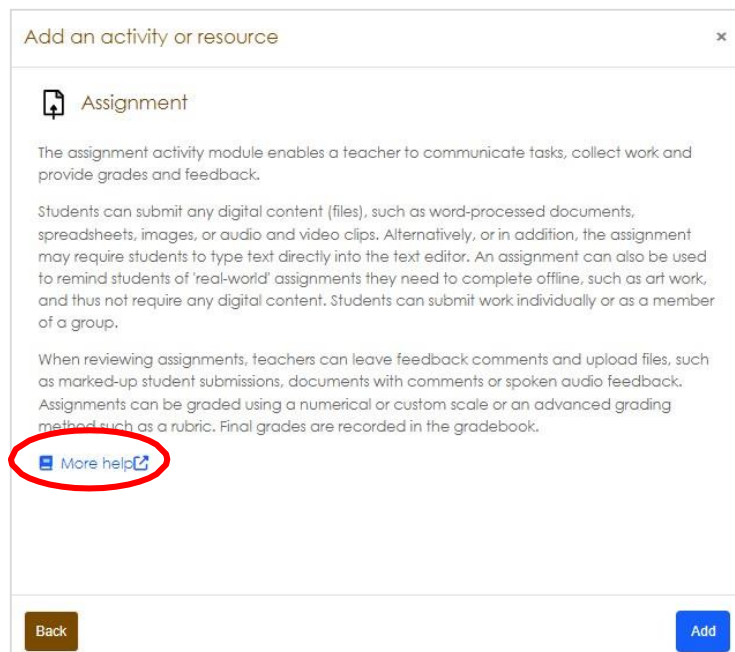 Add an activity or resource ×
Assignment
The assignment activity module enables a teacher to communicate tasks, collect work and
provide grades and feedback.
Students can submit any digital content (files), such as word-processed documents,
spreadsheets, images, or audio and video clips. Alternatively, or in addition, the assignment
may require students to type text directly into the text editor. An assignment can also be used
to remind students of 'real-world' assignments they need to complete offline, such as art work,
and thus not require any digital content. Students can submit work individually or as a member
of a group.
When reviewing assignments, teachers can leave feedback comments and upload files, such
as marked-up student submissions, documents with comments or spoken audio feedback.
Assignments can be graded using a numerical or custom scale or an advanced grading
method such as a rubric. Final grades are recorded in the gradebook.
More help
Back Add